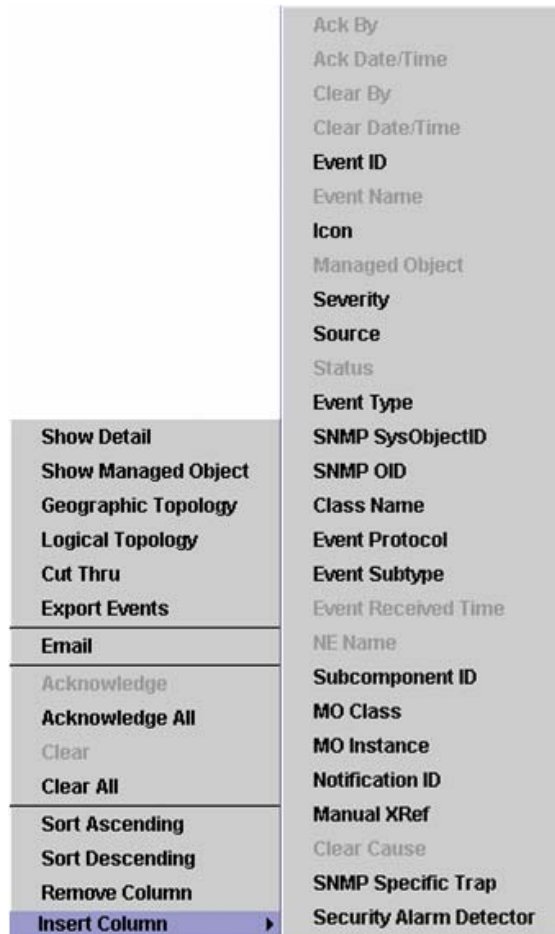 Show Detail
Show Managed Object
Geographic Topology
Logical Topology
Cut Thru
Export Events
Email
Acknowledge
Acknowledge All
Clear
Clear All
Sort Ascending
Sort Descending
Remove Column
Insert Column
Ack By
Ack Date/Time
Clear By
Clear Date/Time
Event ID
Event Name
Icon
Managed Object
Severity
Source
Status
Event Type
SNMP SysObjectID
SNMP OID
Class Name
Event Protocol
Event Subtype
Event Received Time
NE Name
Subcomponent ID
MO Class
MO Instance
Notification ID
Manual XRef
Clear Cause
SNMP Specific Trap
Security Alarm Detector